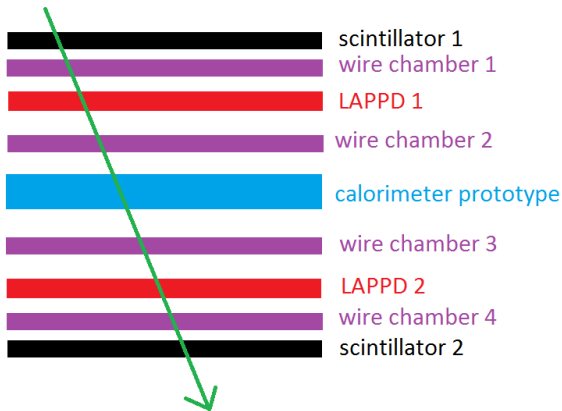 scintillator 1
wire chamber 1
LAPPD 1
wire chamber 2
calorimeter prototype
wire chamber 3
LAPPD 2
wire chamber 4
scintillator 2